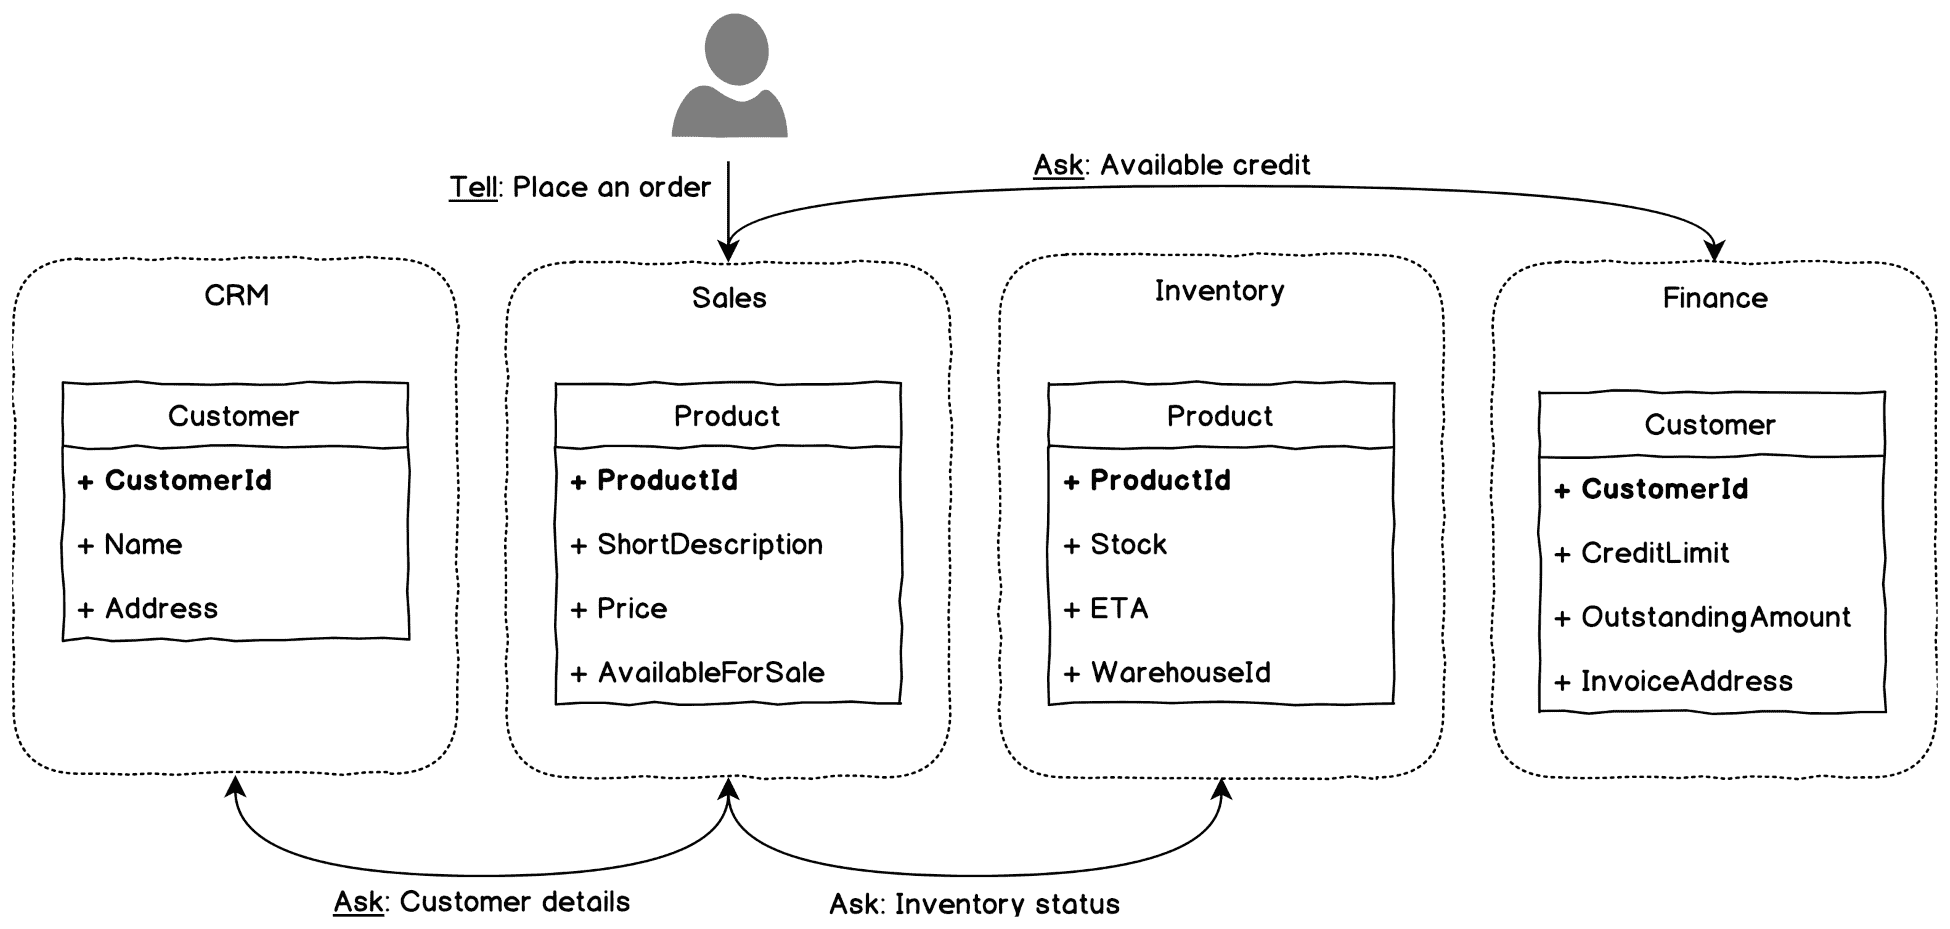 Tell: Place an order
Ask: Available credit
CRM
Customer
+ CustomerId
+ Name
+ Address
Sales
Product
+ ProductId
+ ShortDescription
+ Price
+ AvailableForSale
Inventory
Product
+ ProductId
+ Stock
+ ETA
+ WarehouseId
Finance
Customer
+ CustomerId
+ CreditLimit
+ OutstandingAmount
+ InvoiceAddress
Ask: Customer details
Ask: Inventory status